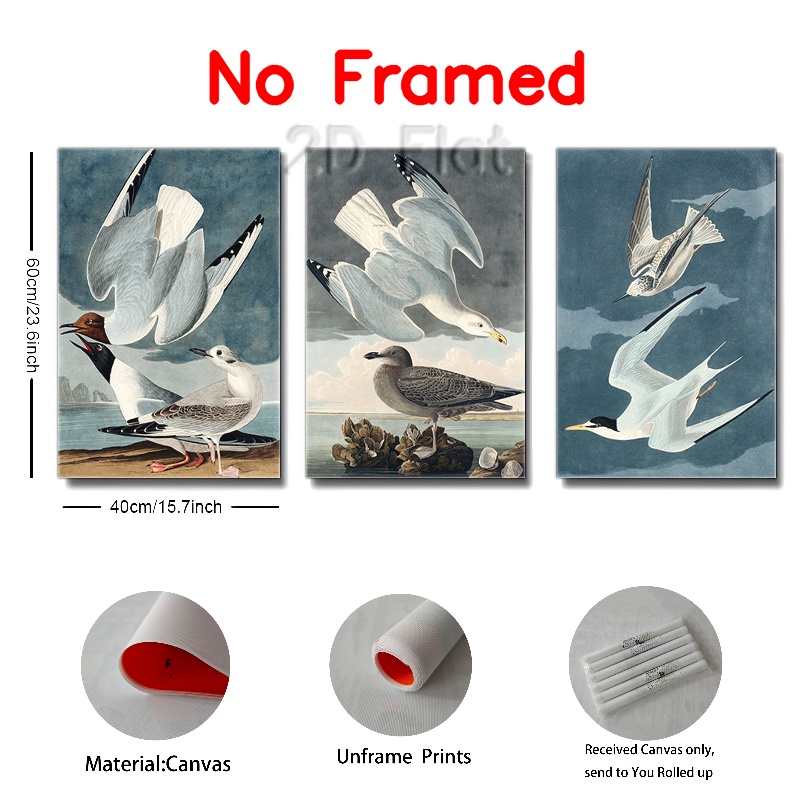 No Framed
2D Flat
60cm/23.6inch
40cm/15.7inch
Material:Canvas
Unframe Prints
Received Canvas only,
send to You Rolled up